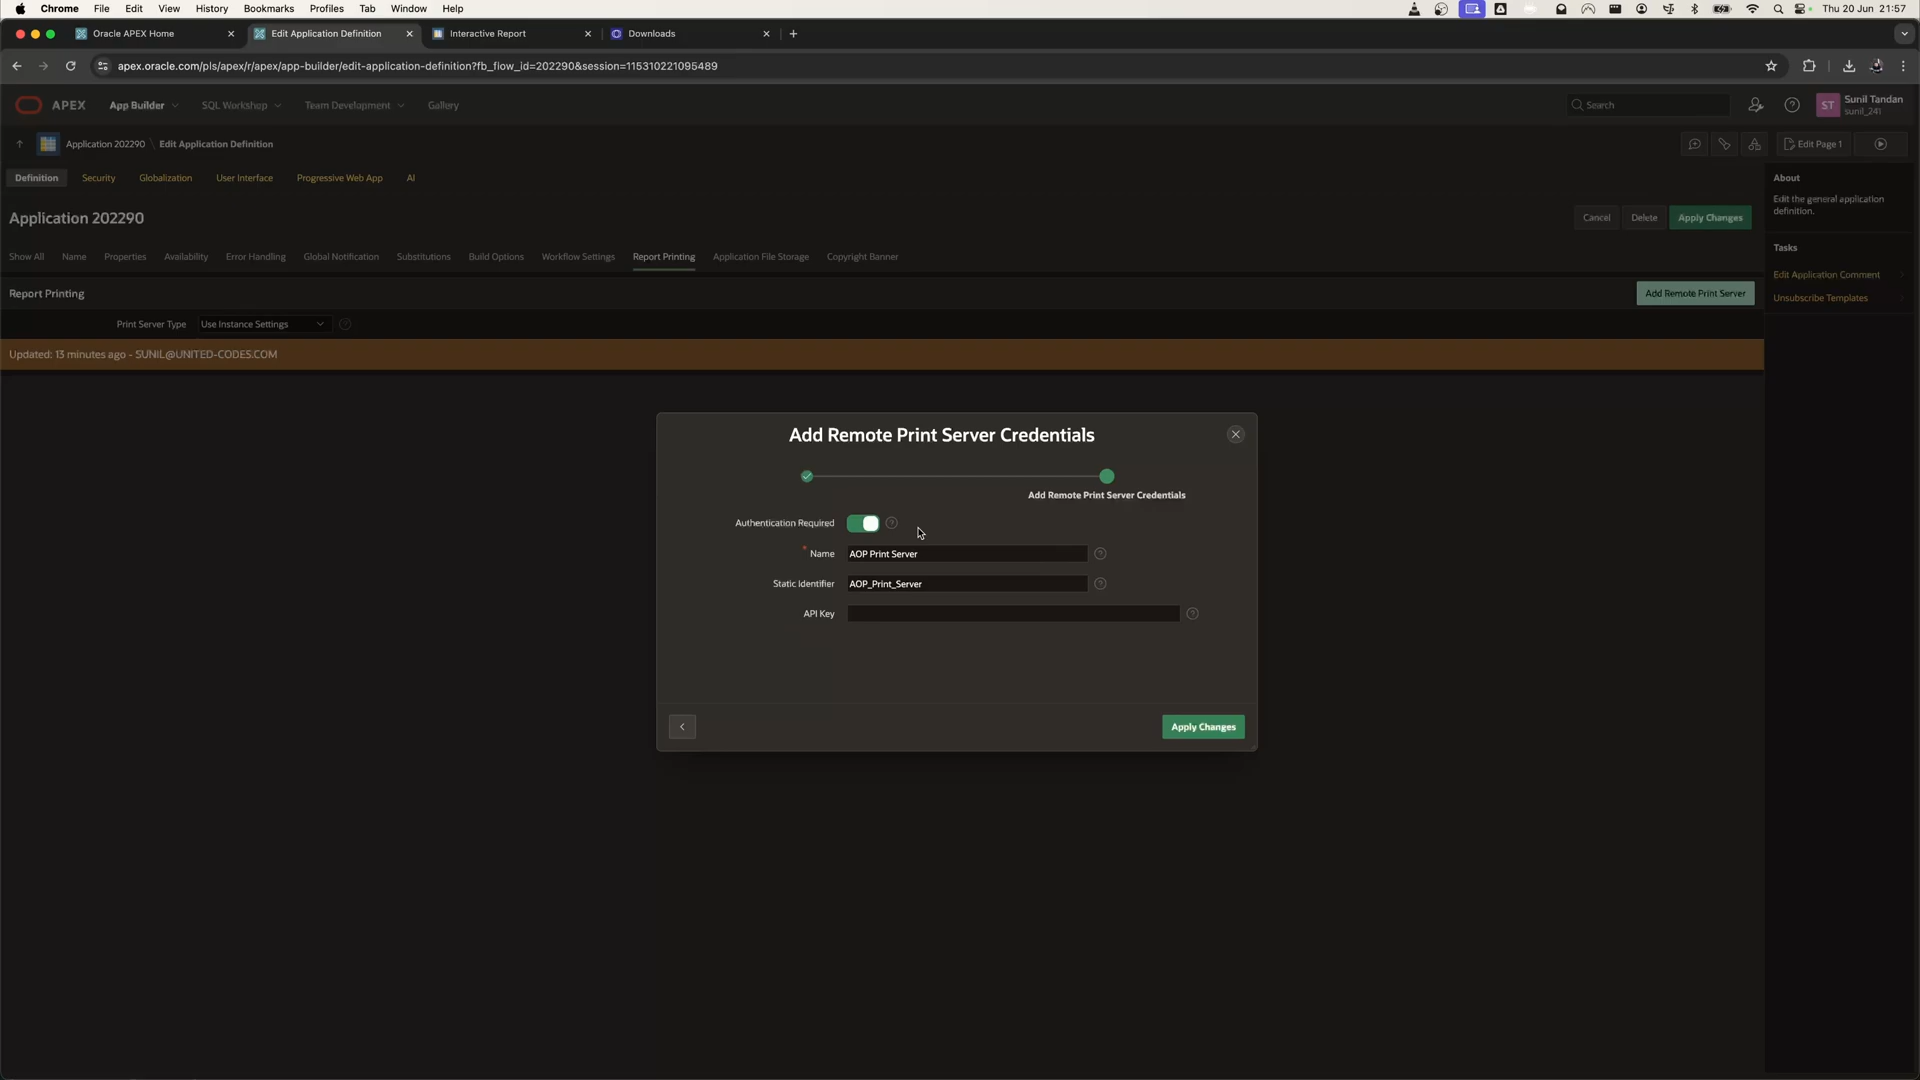 Chrome File Edit View History Bookmarks Profiles Tab Window Help Thu 20 Jun 21:57
Oracle APEX Home Edit Application Definition Interactive Report Downloads
apex.oracle.com/pls/apex/r/apex/app-builder/edit-application-definition?fb_flow_id=202290&session=115310221095489
APEX App Builder SQL Workshop Team Development Gallery Search ST Sunil Tandan
sunil_241
Application 202290 \ Edit Application Definition Edit Page 1
Definition Security Globalization User Interface Progressive Web App AI
About
Edit the general application
definition.
Application 202290 Cancel Delete Apply Changes
Tasks
Show All Name Properties Availability Error Handling Global Notification Substitutions Build Options Workflow Settings Report Printing Application File Storage Copyright Banner
Edit Application Comment
Report Printing Add Remote Print Server
Unsubscribe Templates
Print Server Type Use Instance Settings
Updated: 13 minutes ago - SUNIL@UNITED-CODES.COM
Add Remote Print Server Credentials
Add Remote Print Server Credentials
Authentication Required
* Name AOP Print Server
Static Identifier AOP_Print_Server
API Key
Apply Changes